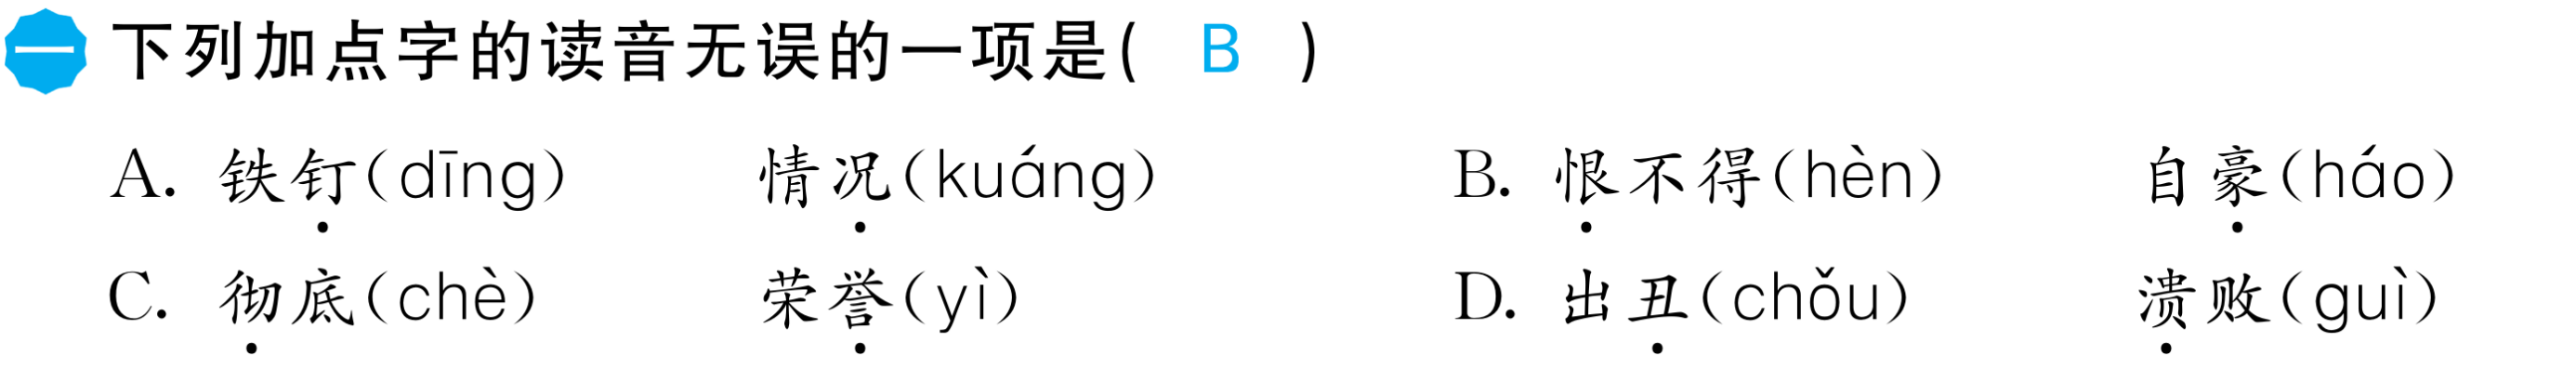 一 下列加点字的读音无误的一项是( B )
A. 铁钉(dīng) 情况(kuáng) B. 恨不得(hèn) 自豪(háo)
C. 彻底(chè) 荣誉(yì) D. 出丑(chǒu) 溃败(guì)